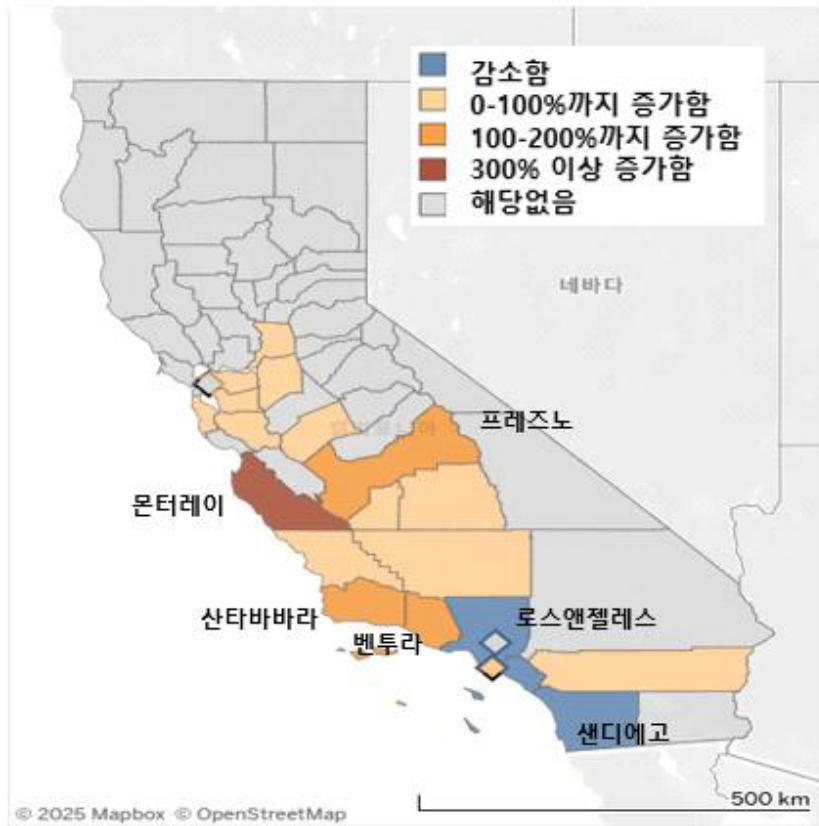 감소함
0-100%까지 증가함
100-200%까지 증가함
300% 이상 증가함
해당없음
네바다
프레즈노
몬터레이
산타바바라
로스앤젤레스
벤투라
샌디에고
500 km
© 2025 Mapbox © OpenStreetMap